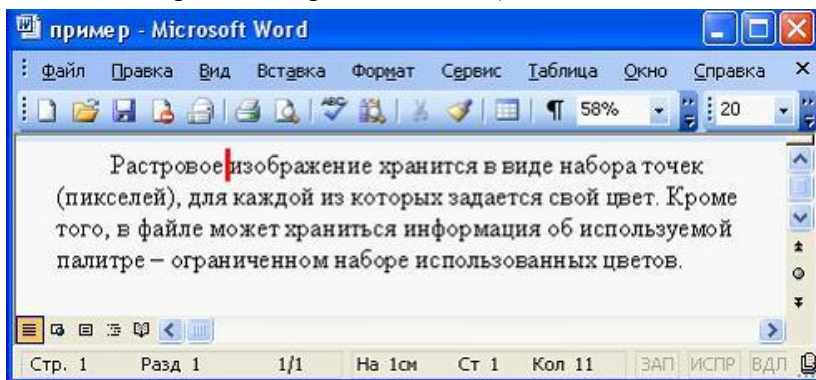 пример - Microsoft Word
Файл Правка Вид Вставка Формат Сервис Таблица Окно Справка
58% 20
Растровое изображение хранится в виде набора точек
(пикселей), для каждой из которых задается свой цвет. Кроме
того, в файле может храниться информация об используемой
палитре – ограниченном наборе использованных цветов.
Стр. 1 Разд 1 1/1 На 1см Ст 1 Кол 11 ЗАП ИСПР ВДЛ